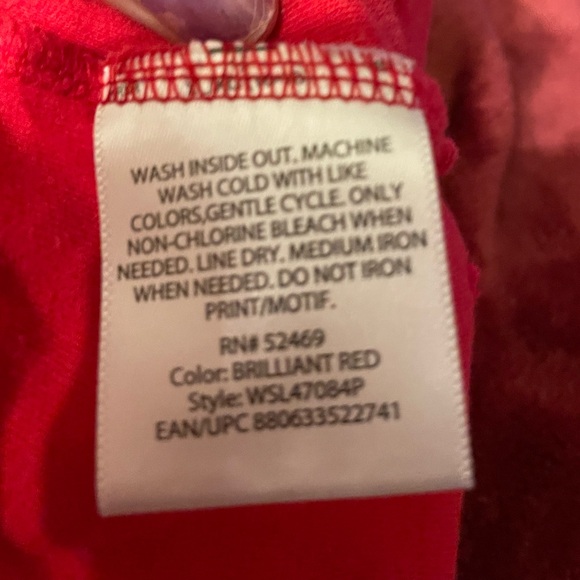 WASH INSIDE OUT. MACHINE
WASH COLD WITH LIKE
COLORS,GENTLE CYCLE. ONLY
NON-CHLORINE BLEACH WHEN
NEEDED. LINE DRY. MEDIUM IRON
WHEN NEEDED. DO NOT IRON
PRINT/MOTIF.
RN# 52469
Color: BRILLIANT RED
Style: WSL47084P
EAN/UPC 880633522741